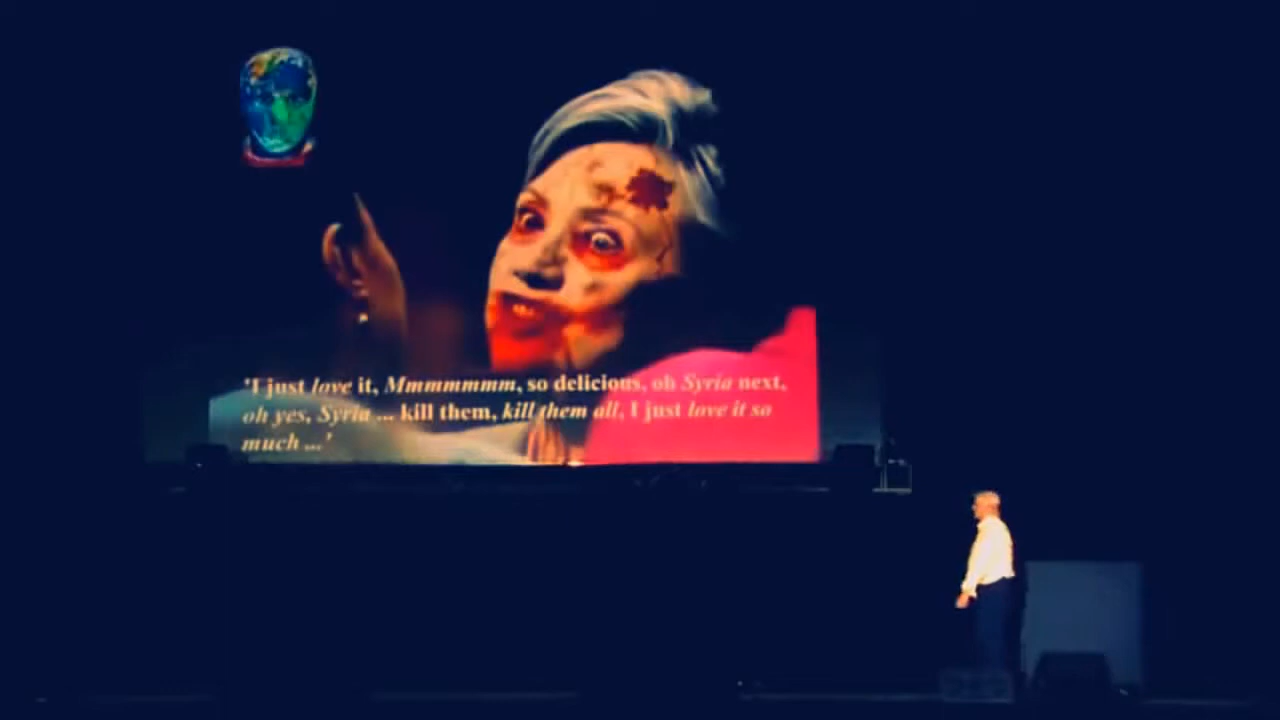 'I just love it, Mmmmmmm, so delicious, oh Syria next,
oh yes, Syria ... kill them, kill them all, I just love it so
much ...'